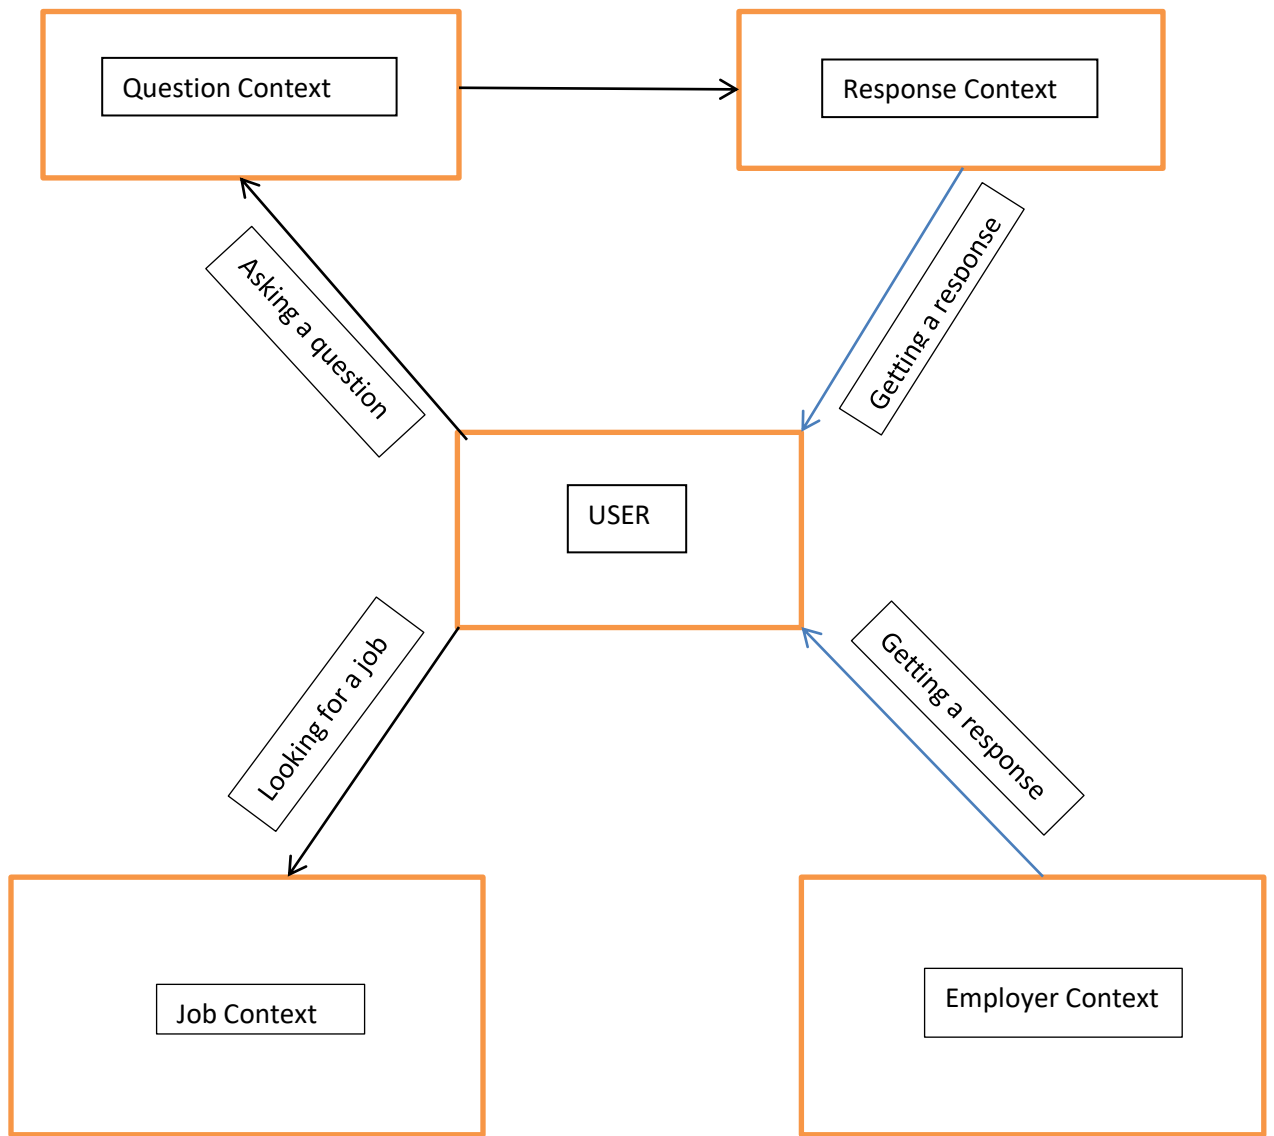 Question Context
Response Context
Asking a question
Getting a response
USER
Looking for a job
Getting a response
Job Context
Employer Context